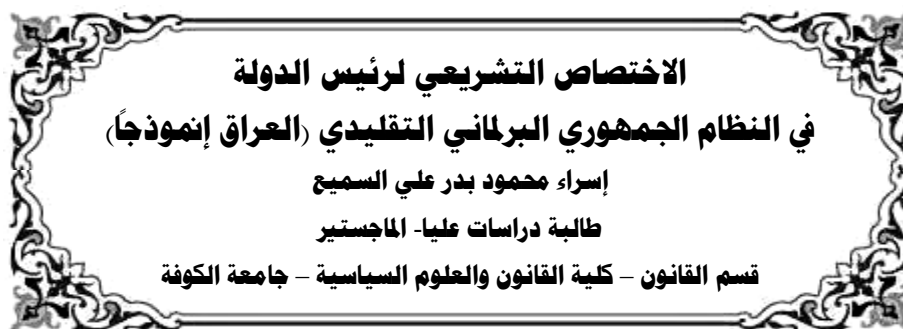 الاختصاص التشريعي لرئيس الدولة
في النظام الجمهوري البرلماني التقليدي (العراق إنموذجاً)
إسراء محمود بدر علي السميع
طالبة دراسات عليا- الماجستير
قسم القانون – كلية القانون والعلوم السياسية – جامعة الكوفة